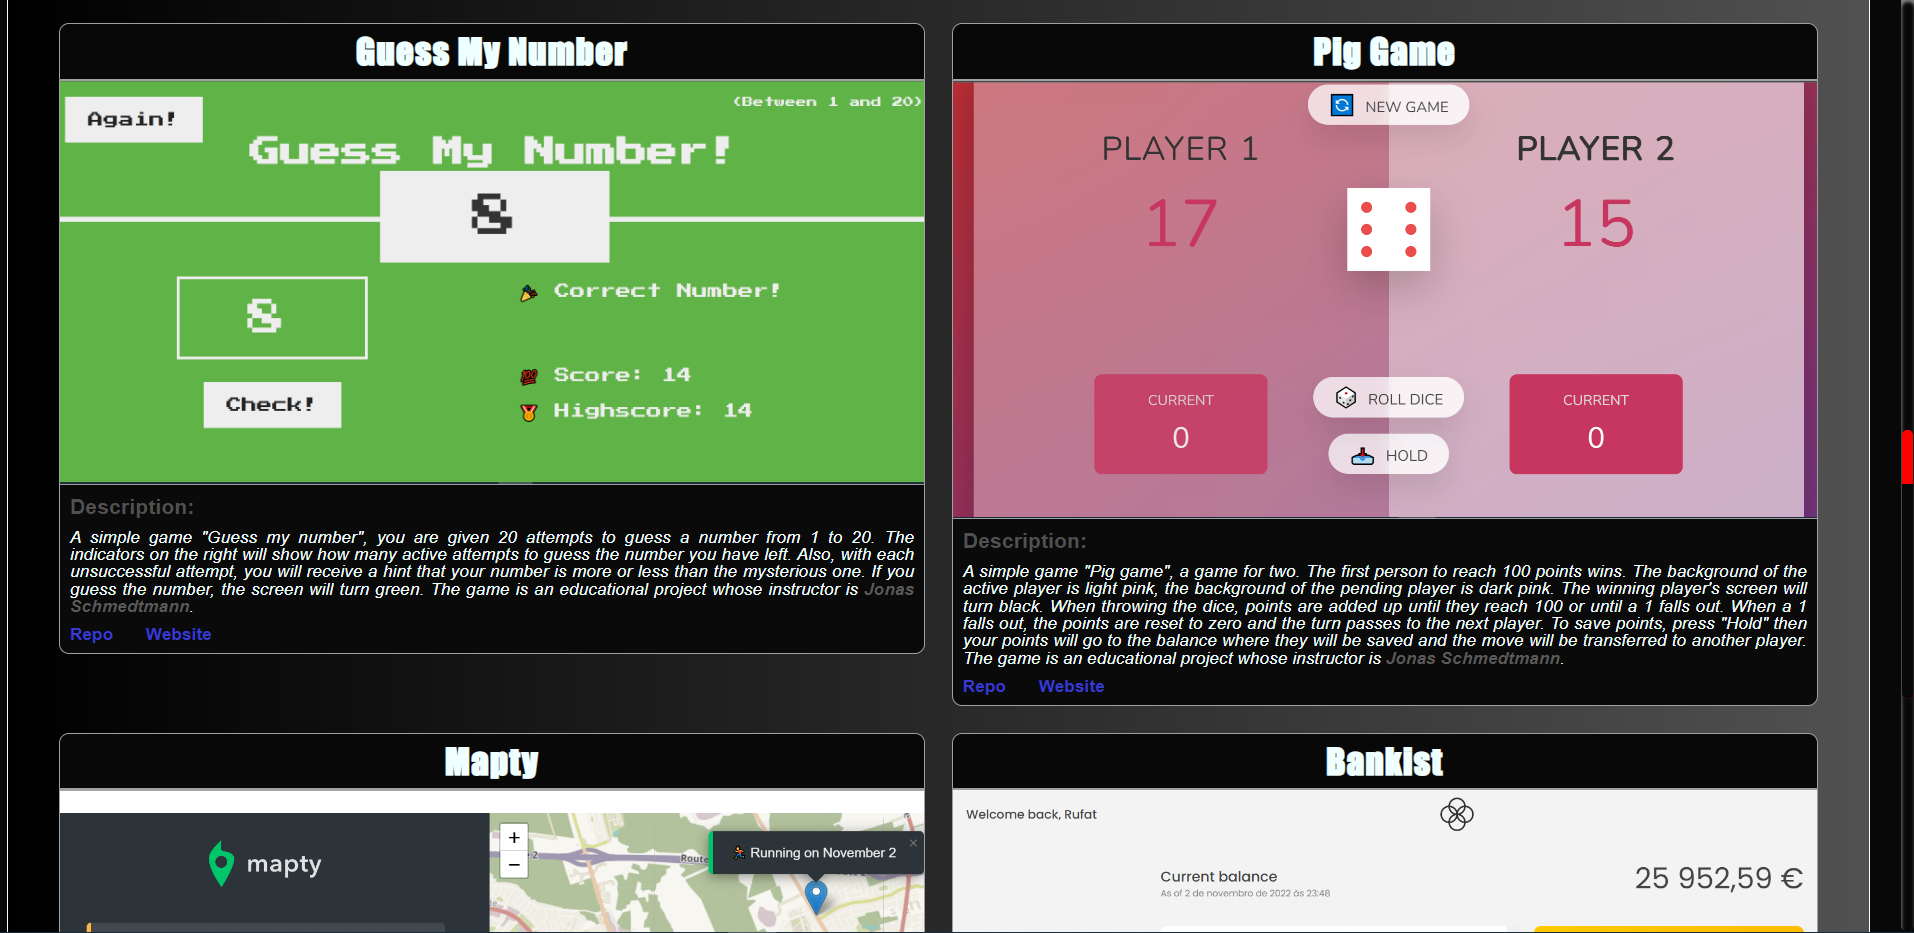 Guess My Number
Again!
(Between 1 and 20)
Guess My Number!
8
8
Correct Number!
Check!
Score: 14
Highscore: 14
Description:
A simple game "Guess my number", you are given 20 attempts to guess a number from 1 to 20. The
indicators on the right will show how many active attempts to guess the number you have left. Also, with each
unsuccessful attempt, you will receive a hint that your number is more or less than the mysterious one. If you
guess the number, the screen will turn green. The game is an educational project whose instructor is Jonas
Schmedtmann.
Repo Website
Pig Game
NEW GAME
PLAYER 1
PLAYER 2
17
15
CURRENT
0
ROLL DICE
HOLD
CURRENT
0
Description:
A simple game "Pig game", a game for two. The first person to reach 100 points wins. The background of the
active player is light pink, the background of the pending player is dark pink. The winning player's screen will
turn black. When throwing the dice, points are added up until they reach 100 or until a 1 falls out. When a 1
falls out, the points are reset to zero and the turn passes to the next player. To save points, press "Hold" then
your points will go to the balance where they will be saved and the move will be transferred to another player.
The game is an educational project whose instructor is Jonas Schmedtmann.
Repo Website
Mapty
mapty
+
−
2
Route
Running on November 2
×
Bankist
Welcome back, Rufat
Current balance
As of 2 de novembro de 2022 às 23:48
25 952,59 €